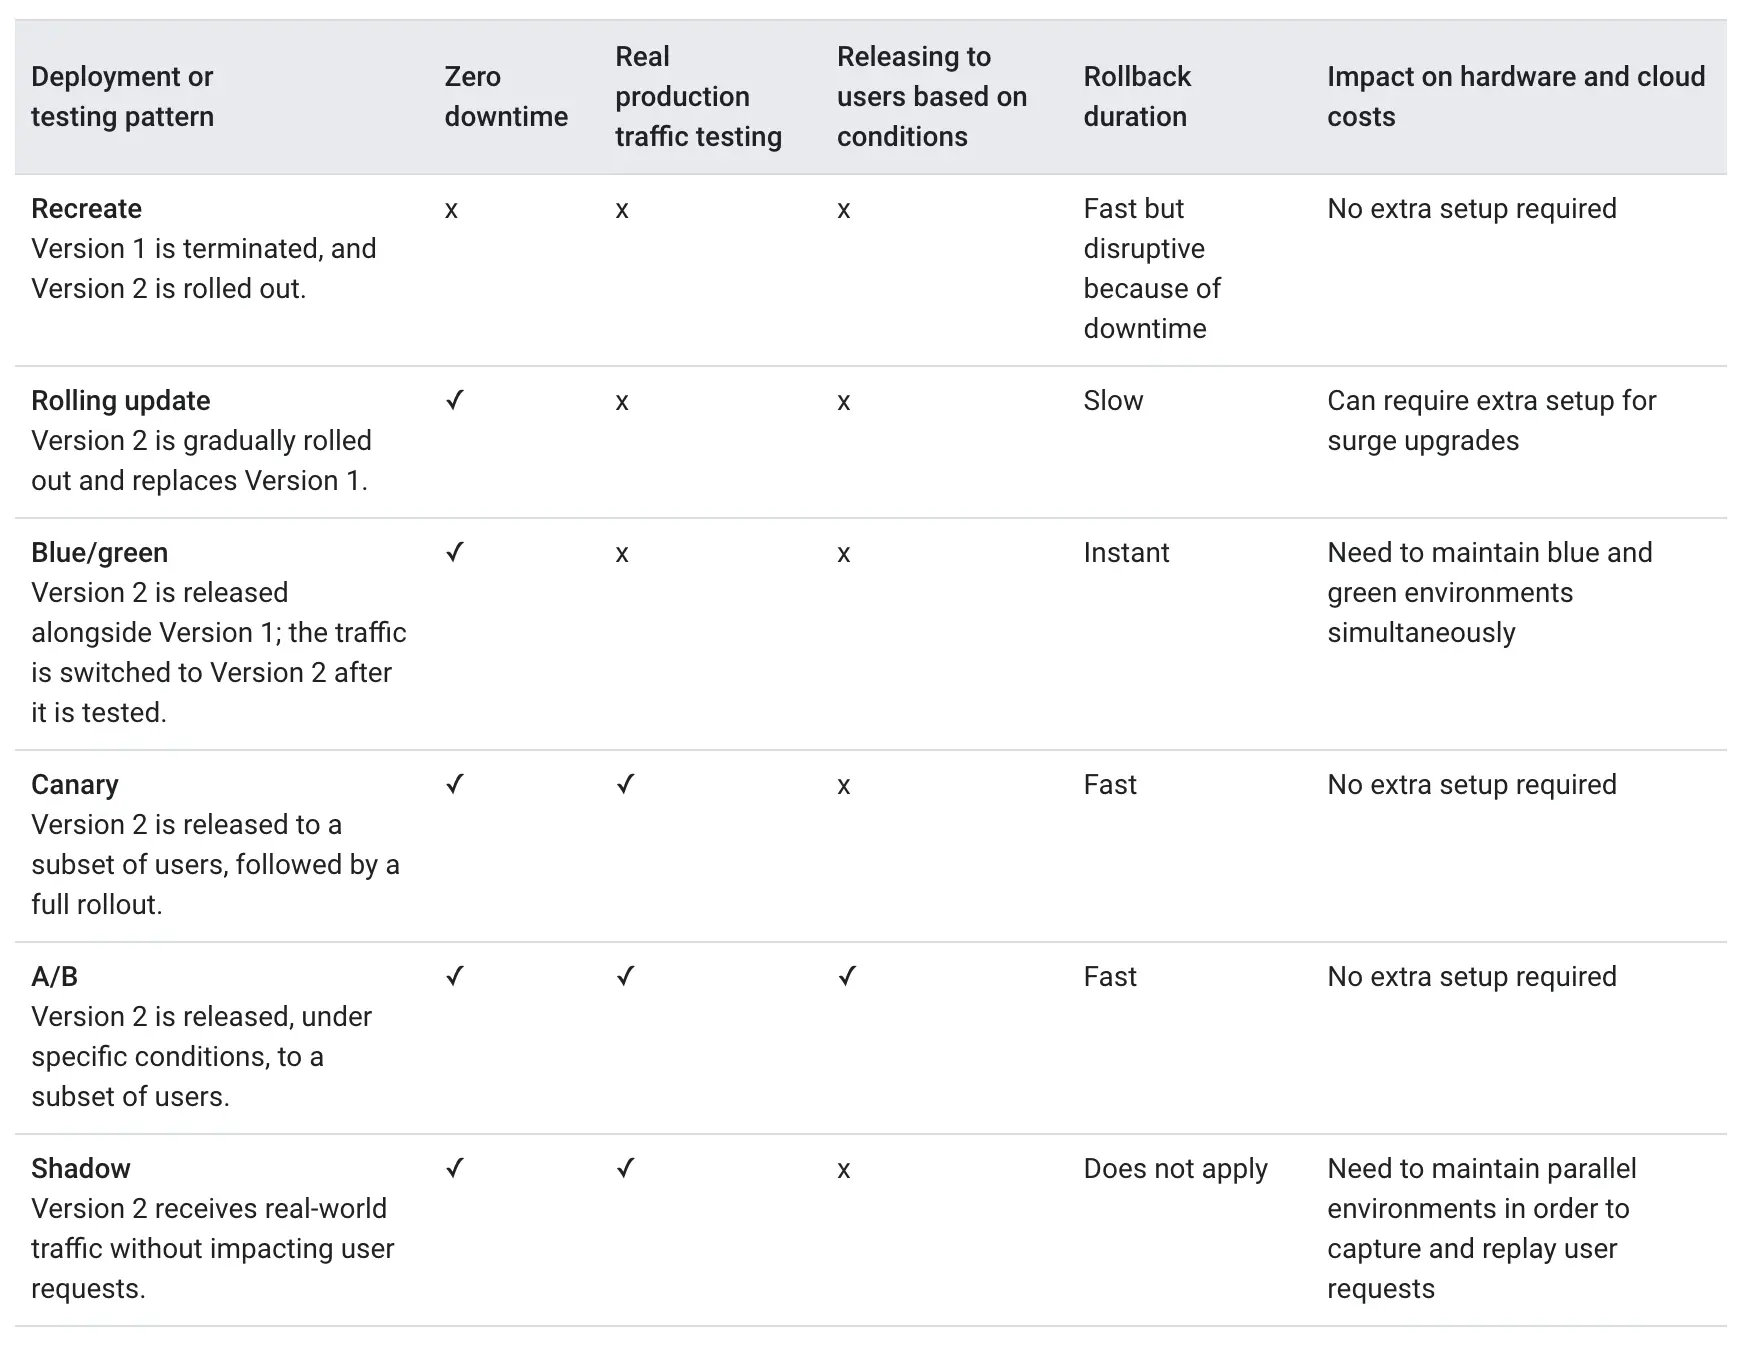 Deployment or
testing pattern
Zero
downtime
Real
production
traffic testing
Releasing to
users based on
conditions
Rollback
duration
Impact on hardware and cloud
costs
Recreate
Version 1 is terminated, and
Version 2 is rolled out.
x
x
x
Fast but
disruptive
because of
downtime
No extra setup required
Rolling update
Version 2 is gradually rolled
out and replaces Version 1.
✓
x
x
Slow
Can require extra setup for
surge upgrades
Blue/green
Version 2 is released
alongside Version 1; the traffic
is switched to Version 2 after
it is tested.
✓
x
x
Instant
Need to maintain blue and
green environments
simultaneously
Canary
Version 2 is released to a
subset of users, followed by a
full rollout.
✓
✓
x
Fast
No extra setup required
A/B
Version 2 is released, under
specific conditions, to a
subset of users.
✓
✓
✓
Fast
No extra setup required
Shadow
Version 2 receives real-world
traffic without impacting user
requests.
✓
✓
x
Does not apply
Need to maintain parallel
environments in order to
capture and replay user
requests